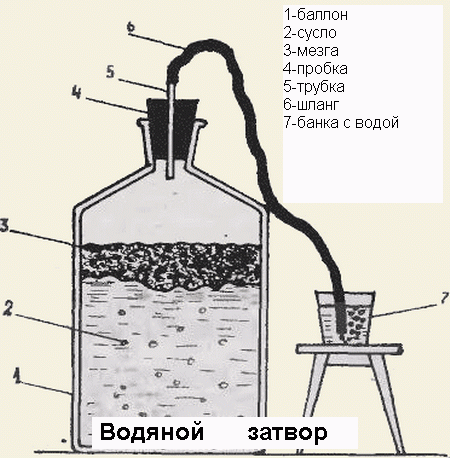 1-баллон
2-сусло
3-мезга
4-пробка
5-трубка
6-шланг
7-банка с водой
6
5
4
3
7
2
1
Водяной затвор